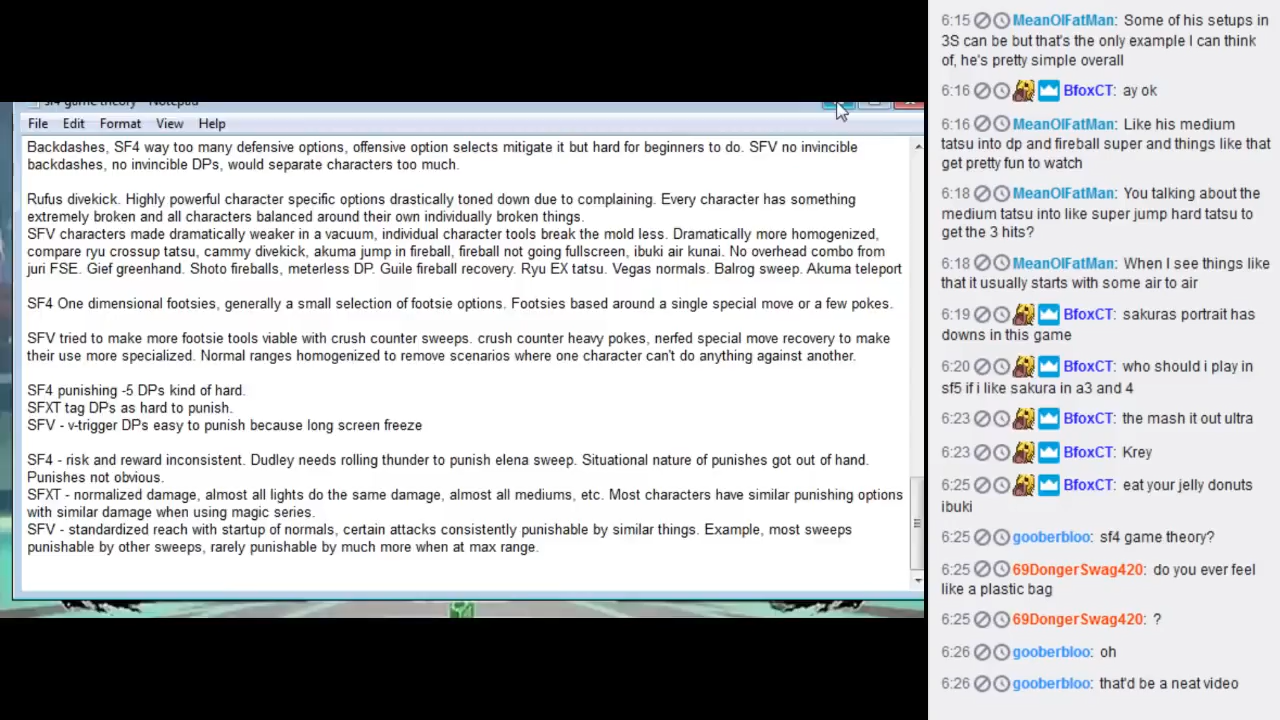 sf4 game theory - Notepad
File Edit Format View Help
Backdashes, SF4 way too many defensive options, offensive option selects mitigate it but hard for beginners to do. SFV no invincible
backdashes, no invincible DPs, would separate characters too much.
Rufus divekick. Highly powerful character specific options drastically toned down due to complaining. Every character has something
extremely broken and all characters balanced around their own individually broken things.
SFV characters made dramatically weaker in a vacuum, individual character tools break the mold less. Dramatically more homogenized,
compare ryu crossup tatsu, cammy divekick, akuma jump in fireball, fireball not going fullscreen, ibuki air kunai. No overhead combo from
juri FSE. Gief greenhand. Shoto fireballs, meterless DP. Guile fireball recovery. Ryu EX tatsu. Vegas normals. Balrog sweep. Akuma teleport
SF4 One dimensional footsies, generally a small selection of footsie options. Footsies based around a single special move or a few pokes.
SFV tried to make more footsie tools viable with crush counter sweeps. crush counter heavy pokes, nerfed special move recovery to make
their use more specialized. Normal ranges homogenized to remove scenarios where one character can't do anything against another.
SF4 punishing -5 DPs kind of hard.
SFXT tag DPs as hard to punish.
SFV - v-trigger DPs easy to punish because long screen freeze
SF4 - risk and reward inconsistent. Dudley needs rolling thunder to punish elena sweep. Situational nature of punishes got out of hand.
Punishes not obvious.
SFXT - normalized damage, almost all lights do the same damage, almost all mediums, etc. Most characters have similar punishing options
with similar damage when using magic series.
SFV - standardized reach with startup of normals, certain attacks consistently punishable by similar things. Example, most sweeps
punishable by other sweeps, rarely punishable by much more when at max range.
6:15 MeanOlFatMan: Some of his setups in
3S can be but that's the only example I can think
of, he's pretty simple overall
6:16 BfoxCT: ay ok
6:16 MeanOlFatMan: Like his medium
tatsu into dp and fireball super and things like that
get pretty fun to watch
6:18 MeanOlFatMan: You talking about the
medium tatsu into like super jump hard tatsu to
get the 3 hits?
6:18 MeanOlFatMan: When I see things like
that it usually starts with some air to air
6:19 BfoxCT: sakuras portrait has
downs in this game
6:20 BfoxCT: who should i play in
sf5 if i like sakura in a3 and 4
6:23 BfoxCT: the mash it out ultra
6:23 BfoxCT: Krey
6:25 BfoxCT: eat your jelly donuts
ibuki
6:25 gooberbloo: sf4 game theory?
6:25 69DongerSwag420: do you ever feel
like a plastic bag
6:25 69DongerSwag420: ?
6:26 gooberbloo: oh
6:26 gooberbloo: that'd be a neat video